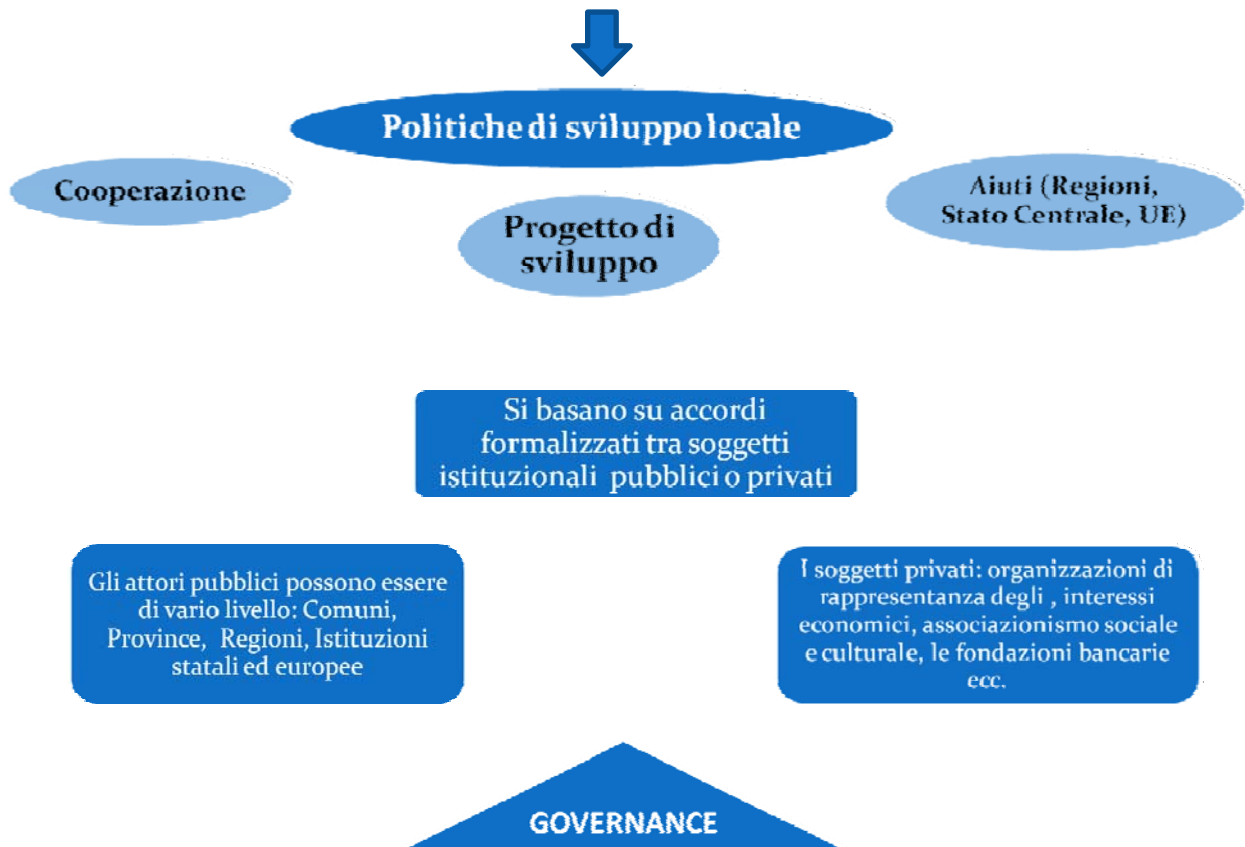 Politiche di sviluppo locale
Cooperazione
Progetto di
sviluppo
Aiuti (Regioni,
Stato Centrale, UE)
Si basano su accordi
formalizzati tra soggetti
istituzionali pubblici o privati
Gli attori pubblici possono essere
di vario livello: Comuni,
Province, Regioni, Istituzioni
statali ed europee
I soggetti privati: organizzazioni di
rappresentanza degli , interessi
economici, associazionismo sociale
e culturale, le fondazioni bancarie
ecc.
GOVERNANCE